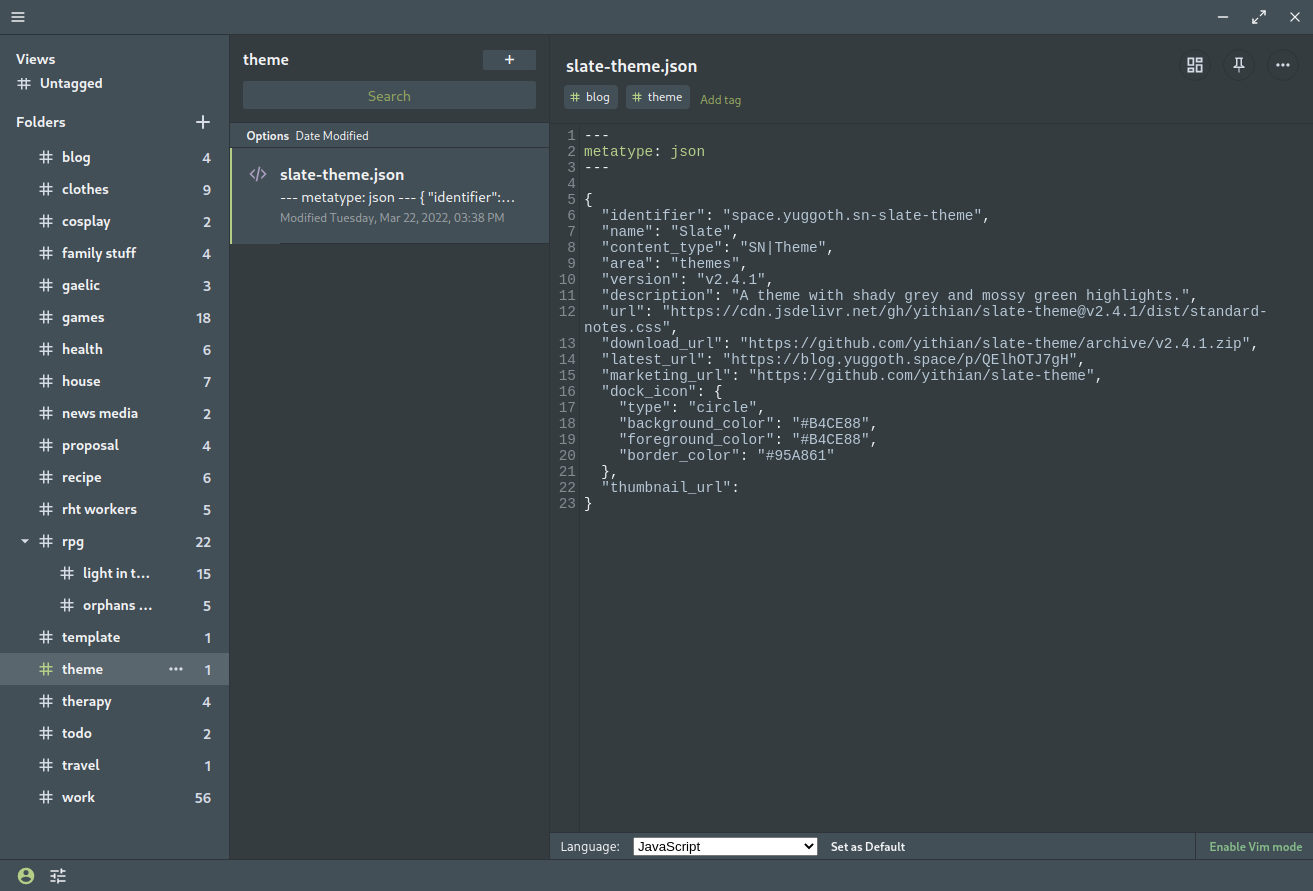 Views
# Untagged
Folders +
# blog 4
# clothes 9
# cosplay 2
# family stuff 4
# gaelic 3
# games 18
# health 6
# house 7
# news media 2
# proposal 4
# recipe 6
# rht workers 5
# rpg 22
# light in t... 15
# orphans ... 5
# template 1
# theme ... 1
# therapy 4
# todo 2
# travel 1
# work 56
theme +
Search
Options Date Modified
</> slate-theme.json
--- metatype: json --- { "identifier":...
Modified Tuesday, Mar 22, 2022, 03:38 PM
slate-theme.json
# blog # theme Add tag
1 ---
2 metatype: json
3 ---
4
5 {
6 "identifier": "space.yuggoth.sn-slate-theme",
7 "name": "Slate",
8 "content_type": "SN|Theme",
9 "area": "themes",
10 "version": "v2.4.1",
11 "description": "A theme with shady grey and mossy green highlights.",
12 "url": "https://cdn.jsdelivr.net/gh/yithian/slate-theme@v2.4.1/dist/standard-
notes.css",
13 "download_url": "https://github.com/yithian/slate-theme/archive/v2.4.1.zip",
14 "latest_url": "https://blog.yuggoth.space/p/QElhOTJ7gH",
15 "marketing_url": "https://github.com/yithian/slate-theme",
16 "dock_icon": {
17 "type": "circle",
18 "background_color": "#B4CE88",
19 "foreground_color": "#B4CE88",
20 "border_color": "#95A861"
21 },
22 "thumbnail_url":
23 }
Language: JavaScript Set as Default Enable Vim mode